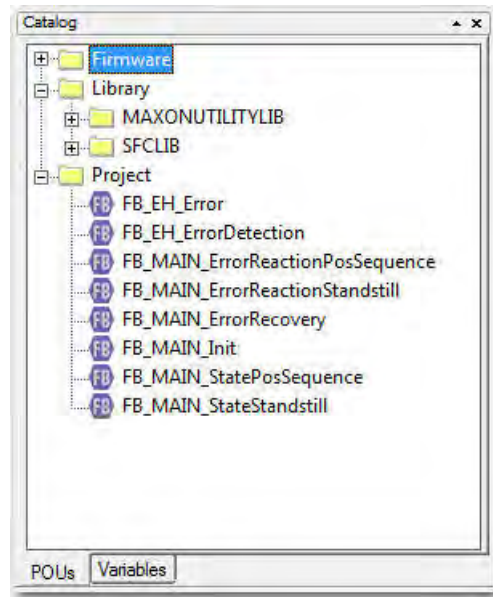 Catalog
Firmware
Library
MAXONUTILITYLIB
SFCLIB
Project
FB FB_EH_Error
FB FB_EH_ErrorDetection
FB FB_MAIN_ErrorReactionPosSequence
FB FB_MAIN_ErrorReactionStandstill
FB FB_MAIN_ErrorRecovery
FB FB_MAIN_Init
FB FB_MAIN_StatePosSequence
FB FB_MAIN_StateStandstill
POUs Variables